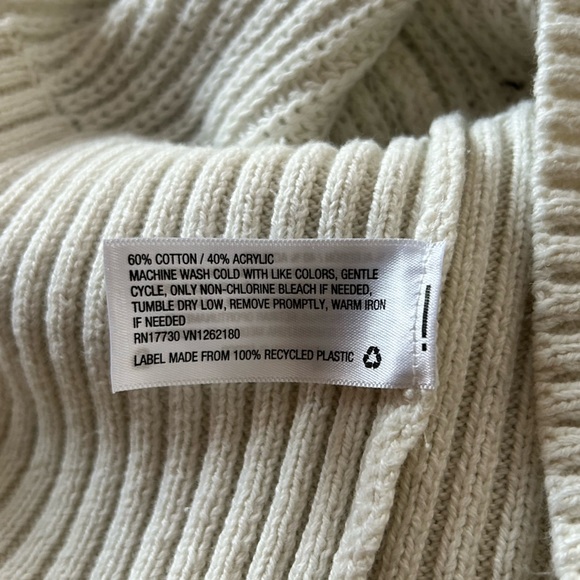 60% COTTON / 40% ACRYLIC
MACHINE WASH COLD WITH LIKE COLORS, GENTLE
CYCLE, ONLY NON-CHLORINE BLEACH IF NEEDED,
TUMBLE DRY LOW, REMOVE PROMPTLY, WARM IRON
IF NEEDED
RN17730 VN1262180
LABEL MADE FROM 100% RECYCLED PLASTIC